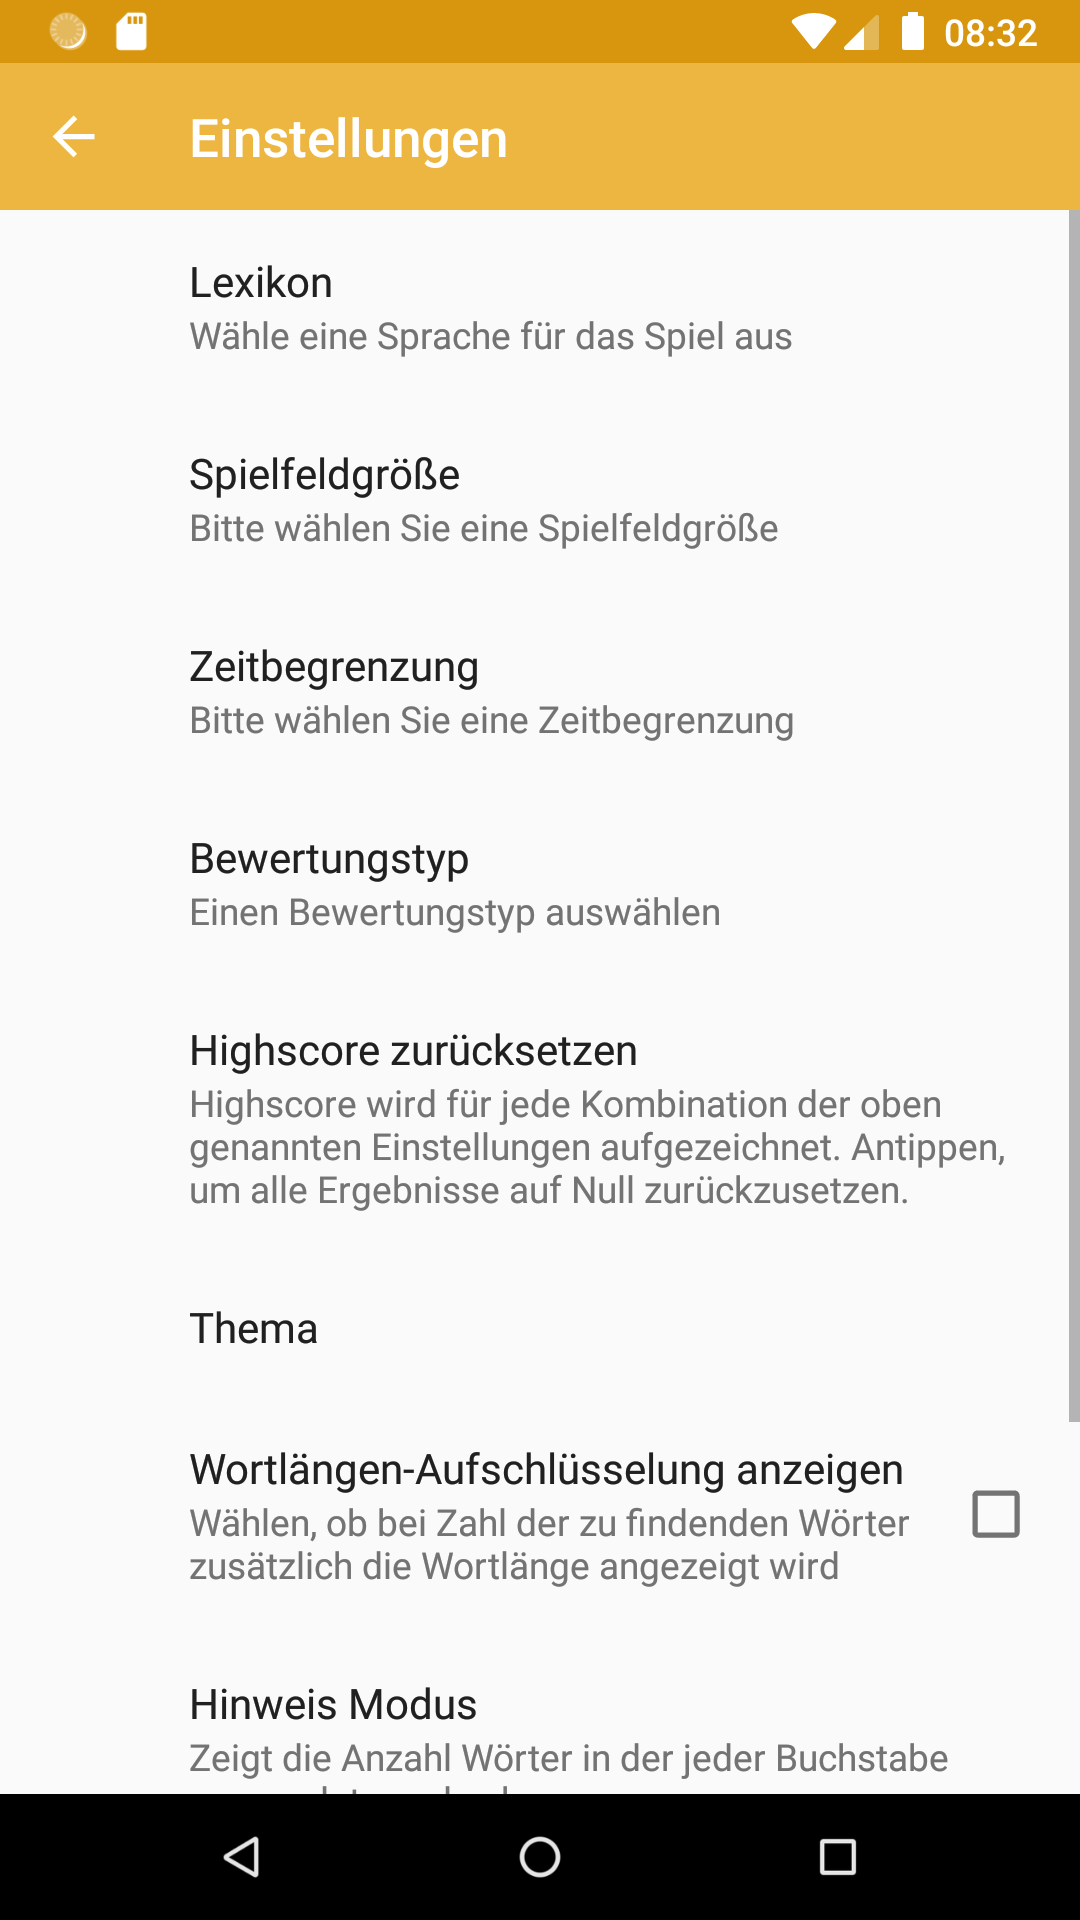 08:32
Einstellungen
Lexikon
Wähle eine Sprache für das Spiel aus
Spielfeldgröße
Bitte wählen Sie eine Spielfeldgröße
Zeitbegrenzung
Bitte wählen Sie eine Zeitbegrenzung
Bewertungstyp
Einen Bewertungstyp auswählen
Highscore zurücksetzen
Highscore wird für jede Kombination der oben
genannten Einstellungen aufgezeichnet. Antippen,
um alle Ergebnisse auf Null zurückzusetzen.
Thema
Wortlängen-Aufschlüsselung anzeigen
Wählen, ob bei Zahl der zu findenden Wörter
zusätzlich die Wortlänge angezeigt wird
Hinweis Modus
Zeigt die Anzahl Wörter in der jeder Buchstabe